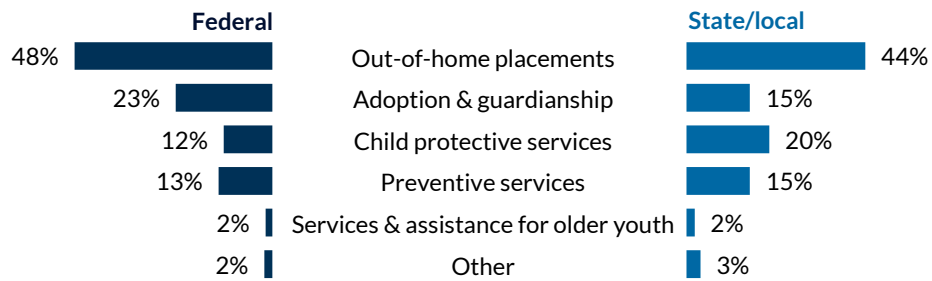 Federal State/local
48% Out-of-home placements 44%
23% Adoption & guardianship 15%
12% Child protective services 20%
13% Preventive services 15%
2% Services & assistance for older youth 2%
2% Other 3%